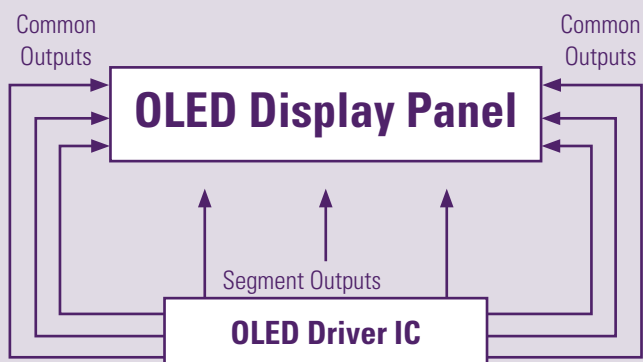 Common
Outputs
Common
Outputs
OLED Display Panel
Segment Outputs
OLED Driver IC